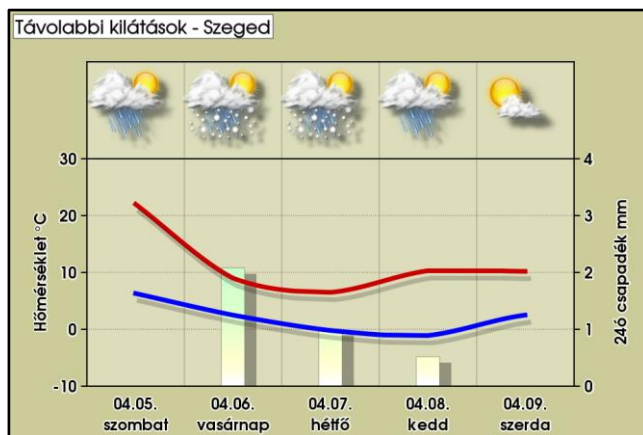 Távolabbi kilátások - Szeged
30
20
10
0
-10
Hőmérséklet °C
4
3
2
1
0
24ó csapadék mm
04.05. 04.06. 04.07. 04.08. 04.09.
szombat vasárnap hétfő kedd szerda